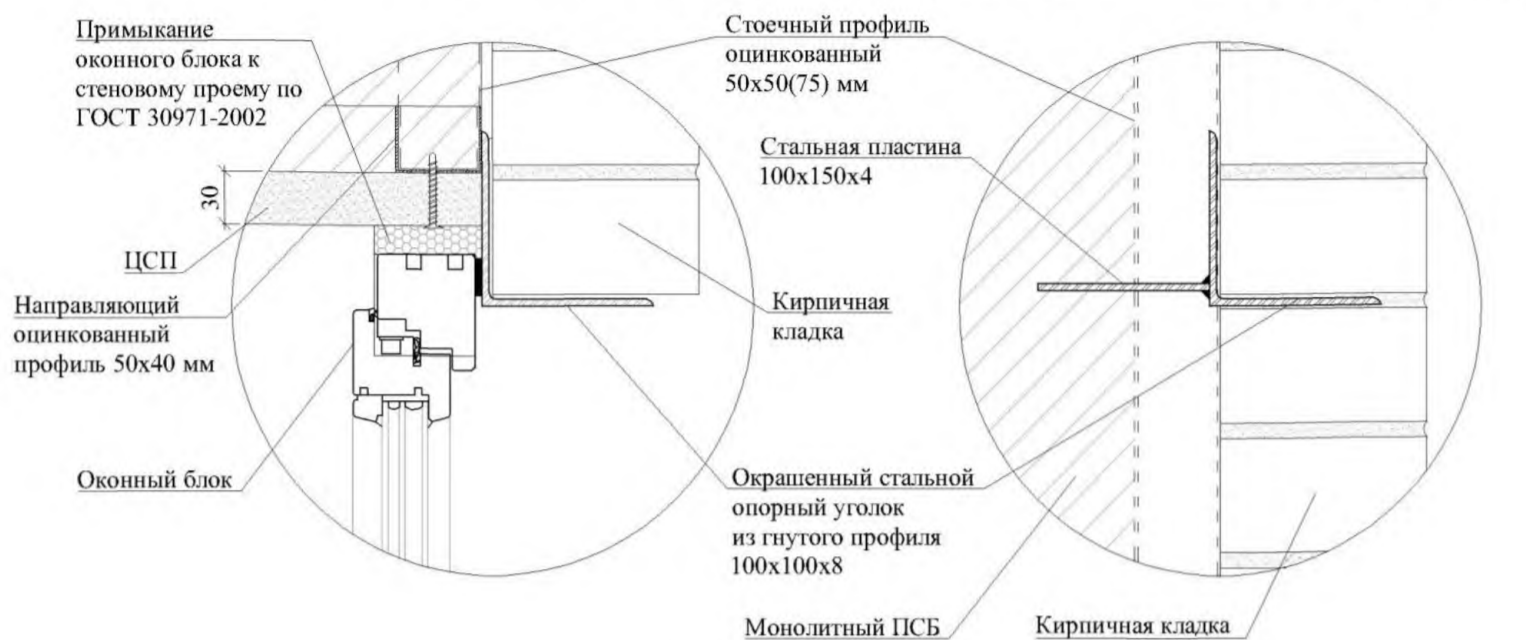 Примыкание
оконного блока к
стеновому проему по
ГОСТ 30971-2002
30
ЦСП
Направляющий
оцинкованный
профиль 50х40 мм
Оконный блок
Стоечный профиль
оцинкованный
50х50(75) мм
Стальная пластина
100х150х4
Кирпичная
кладка
Окрашенный стальной
опорный уголок
из гнутого профиля
100х100х8
Монолитный ПСБ
Кирпичная кладка